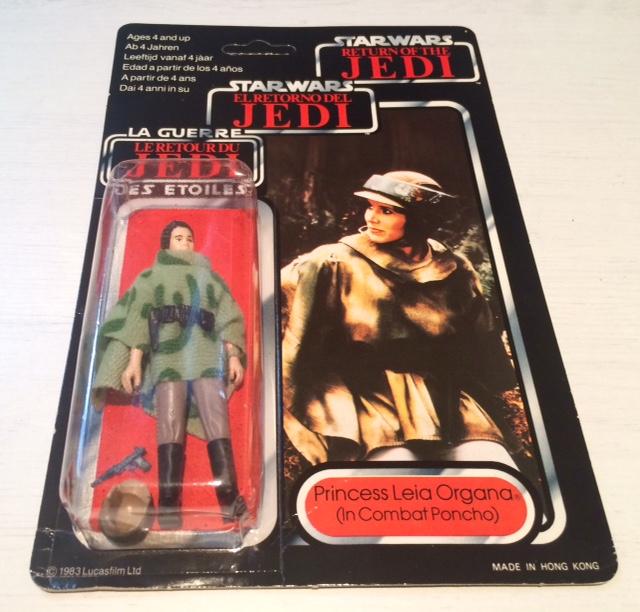 Ages 4 and up
Ab 4 Jahren
Leeftijd vanaf 4 jaar
Edad a partir de los 4 años
A partir de 4 ans
Dai 4 anni in su
STAR WARS
RETURN OF THE
JEDI
STAR WARS
EL RETORNO DEL
JEDI
LA GUERRE
LE RETOUR DU
JEDI
DES ETOILES
Princess Leia Organa
(In Combat Poncho)
© 1983 Lucasfilm Ltd
MADE IN HONG KONG